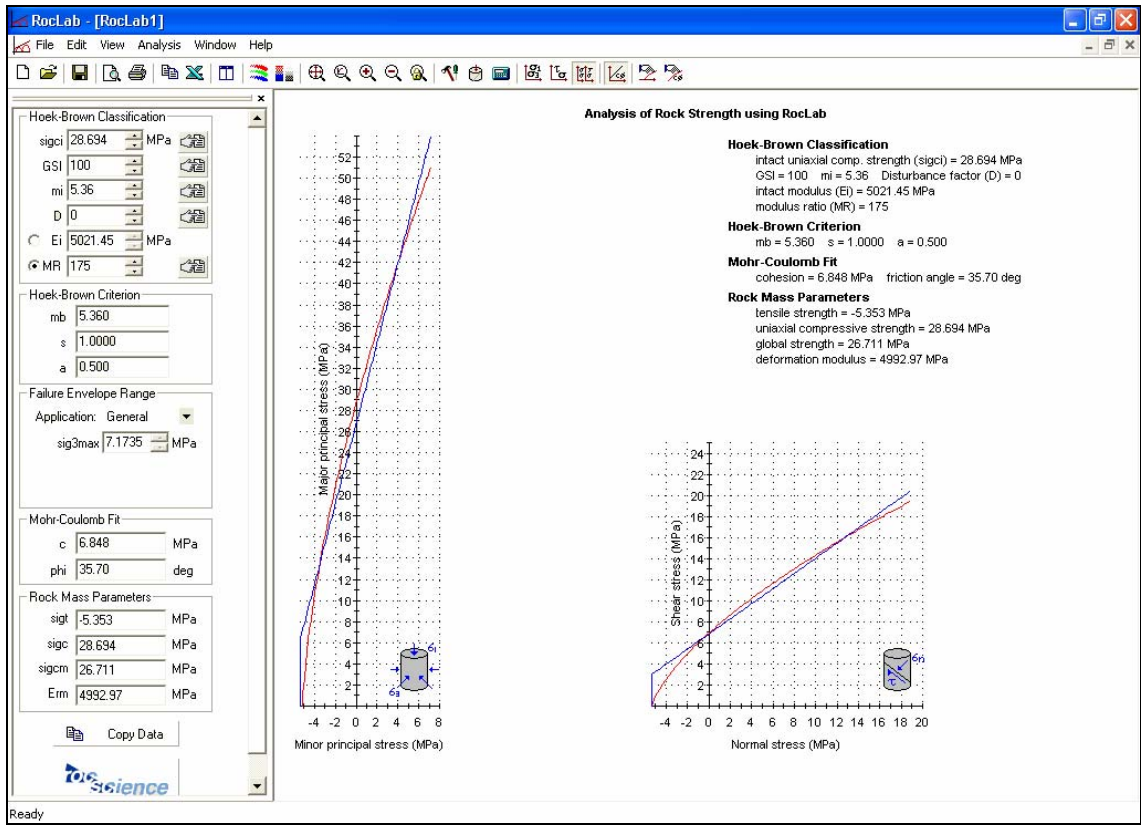 RocLab - [RocLab1]
File Edit View Analysis Window Help
Hoek-Brown Classification
sigci 28.694 MPa
GSI 100
mi 5.36
D 0
Ei 5021.45 MPa
MR 175
Hoek-Brown Criterion
mb 5.360
s 1.0000
a 0.500
Failure Envelope Range
Application: General
sig3max 7.1735 MPa
Mohr-Coulomb Fit
c 6.848 MPa
phi 35.70 deg
Rock Mass Parameters
sigt -5.353 MPa
sigc 28.694 MPa
sigcm 26.711 MPa
Erm 4992.97 MPa
Copy Data
rocscience
Analysis of Rock Strength using RocLab
Hoek-Brown Classification
intact uniaxial comp. strength (sigci) = 28.694 MPa
GSI = 100 mi = 5.36 Disturbance factor (D) = 0
intact modulus (Ei) = 5021.45 MPa
modulus ratio (MR) = 175
Hoek-Brown Criterion
mb = 5.360 s = 1.0000 a = 0.500
Mohr-Coulomb Fit
cohesion = 6.848 MPa friction angle = 35.70 deg
Rock Mass Parameters
tensile strength = -5.353 MPa
uniaxial compressive strength = 28.694 MPa
global strength = 26.711 MPa
deformation modulus = 4992.97 MPa
Major principal stress (MPa)
52
50
48
46
44
42
40
38
36
34
32
30
28
26
24
22
20
18
16
14
12
10
8
6
4
2
-4 -2 0 2 4 6 8
Minor principal stress (MPa)
σ1
σ3
Shear stress (MPa)
24
22
20
18
16
14
12
10
8
6
4
2
-4 -2 0 2 4 6 8 10 12 14 16 18 20
Normal stress (MPa)
σn
τ
Ready